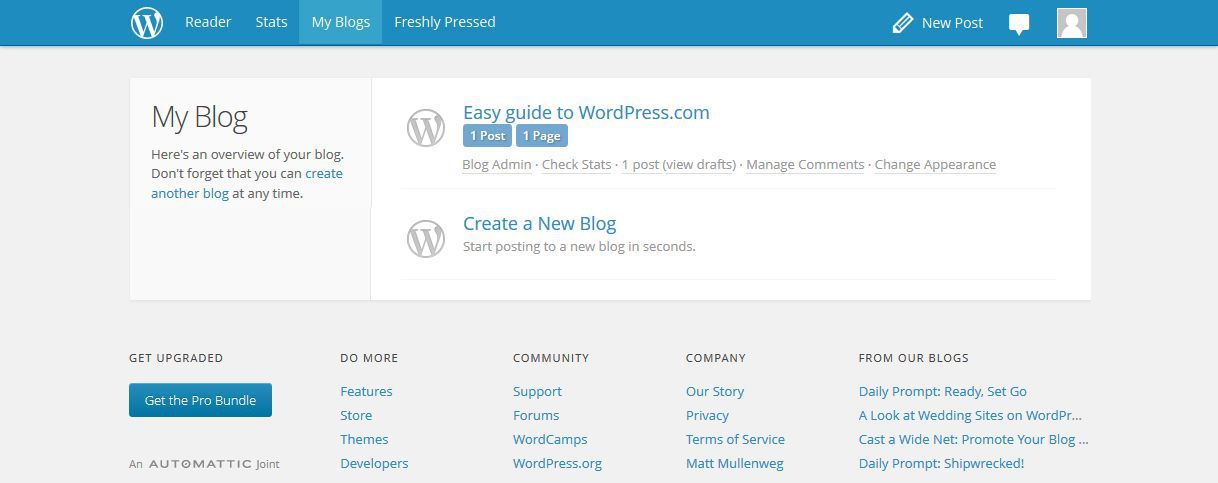 Reader Stats My Blogs Freshly Pressed New Post
My Blog
Here's an overview of your blog.
Don't forget that you can create
another blog at any time.
Easy guide to WordPress.com
1 Post 1 Page
Blog Admin · Check Stats · 1 post (view drafts) · Manage Comments · Change Appearance
Create a New Blog
Start posting to a new blog in seconds.
GET UPGRADED
Get the Pro Bundle
An AUTOMATTIC Joint
DO MORE
Features
Store
Themes
Developers
COMMUNITY
Support
Forums
WordCamps
WordPress.org
COMPANY
Our Story
Privacy
Terms of Service
Matt Mullenweg
FROM OUR BLOGS
Daily Prompt: Ready, Set Go
A Look at Wedding Sites on WordPr...
Cast a Wide Net: Promote Your Blog ...
Daily Prompt: Shipwrecked!